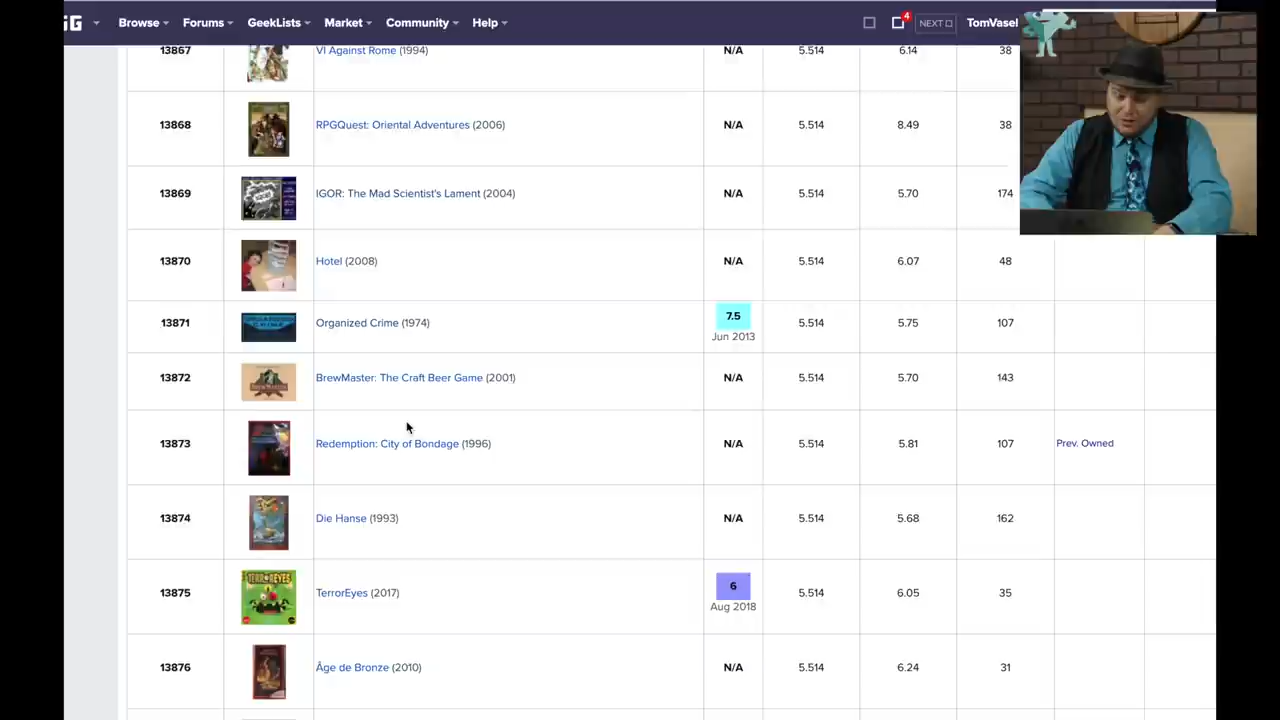 Browse Forums GeekLists Market Community Help 4 NEXT TomVasel
13867 VI Against Rome (1994) N/A 5.514 6.14 38
13868 RPGQuest: Oriental Adventures (2006) N/A 5.514 8.49 38
13869 IGOR: The Mad Scientist's Lament (2004) N/A 5.514 5.70 174
13870 Hotel (2008) N/A 5.514 6.07 48
13871 Organized Crime (1974) 7.5 5.514 5.75 107
Jun 2013
13872 BrewMaster: The Craft Beer Game (2001) N/A 5.514 5.70 143
13873 Redemption: City of Bondage (1996) N/A 5.514 5.81 107 Prev. Owned
13874 Die Hanse (1993) N/A 5.514 5.68 162
TERROREYES
13875 TerrorEyes (2017) 6 5.514 6.05 35
Aug 2018
13876 Âge de Bronze (2010) N/A 5.514 6.24 31